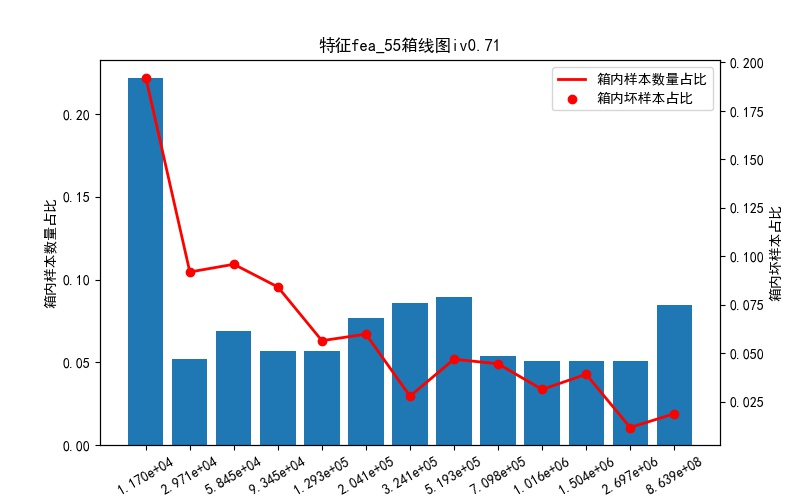 特征fea_55箱线图iv0.71
箱内样本数量占比
箱内坏样本占比
0.20
0.15
0.10
0.05
0.00
箱内样本数量占比
0.200
0.175
0.150
0.125
0.100
0.075
0.050
0.025
箱内坏样本占比
1.170e+04
2.971e+04
5.845e+04
9.345e+04
1.293e+05
2.041e+05
3.241e+05
5.193e+05
7.098e+05
1.016e+06
1.504e+06
2.697e+06
8.639e+08